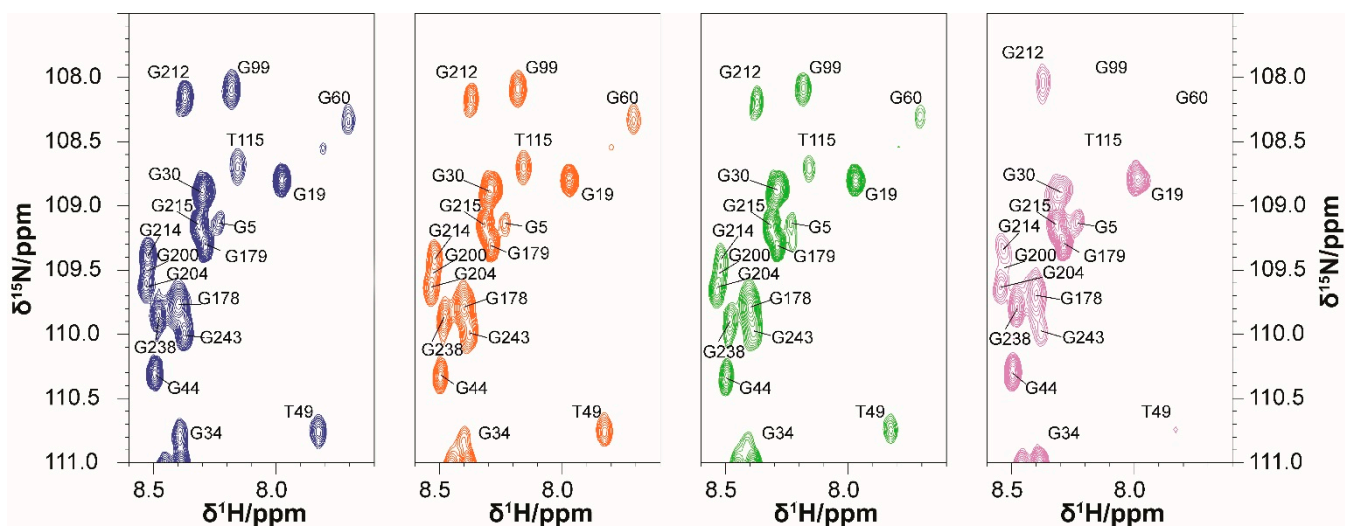 G212
G99
G60
T115
G30
G19
G215
G5
G214
G200
G179
G204
G178
G238
G243
G44
T49
G34
108.0
108.5
109.0
109.5
110.0
110.5
111.0
δ15N/ppm
8.5
8.0
δ1H/ppm
G212
G99
G60
T115
G30
G19
G215
G5
G214
G200
G179
G204
G178
G238
G243
G44
T49
G34
8.5
8.0
δ1H/ppm
G212
G99
G60
T115
G30
G19
G215
G5
G214
G200
G179
G204
G178
G238
G243
G44
T49
G34
8.5
8.0
δ1H/ppm
G212
G99
G60
T115
G30
G19
G215
G5
G214
G200
G179
G204
G178
G238
G243
G44
T49
G34
8.5
8.0
δ1H/ppm
108.0
108.5
109.0
109.5
110.0
110.5
111.0
δ15N/ppm